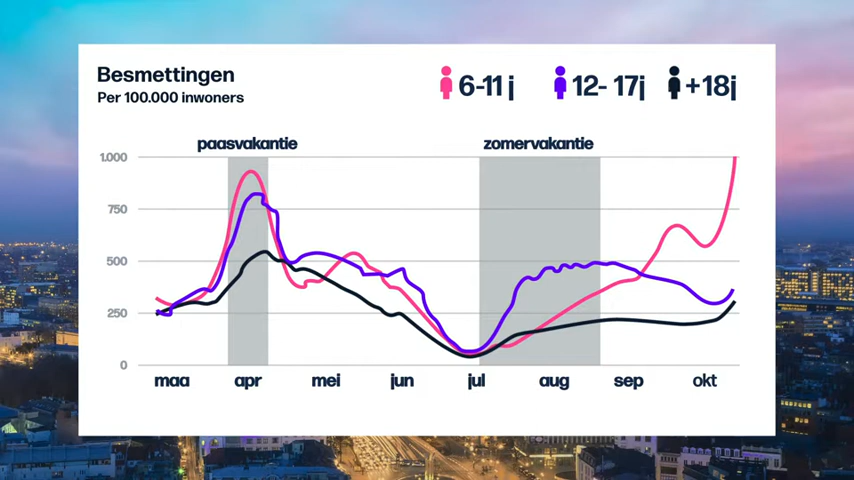 Besmettingen
Per 100.000 inwoners
6-11 j
12- 17j
+18j
paasvakantie
zomervakantie
1.000
750
500
250
0
maa
apr
mei
jun
jul
aug
sep
okt